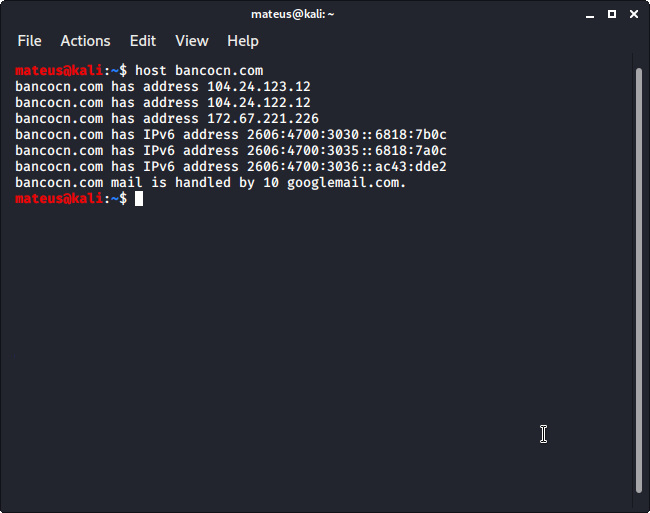 mateus@kali: ~
File Actions Edit View Help
mateus@kali:~$ host bancocn.com
bancocn.com has address 104.24.123.12
bancocn.com has address 104.24.122.12
bancocn.com has address 172.67.221.226
bancocn.com has IPv6 address 2606:4700:3030::6818:7b0c
bancocn.com has IPv6 address 2606:4700:3035::6818:7a0c
bancocn.com has IPv6 address 2606:4700:3036::ac43:dde2
bancocn.com mail is handled by 10 googlemail.com.
mateus@kali:~$